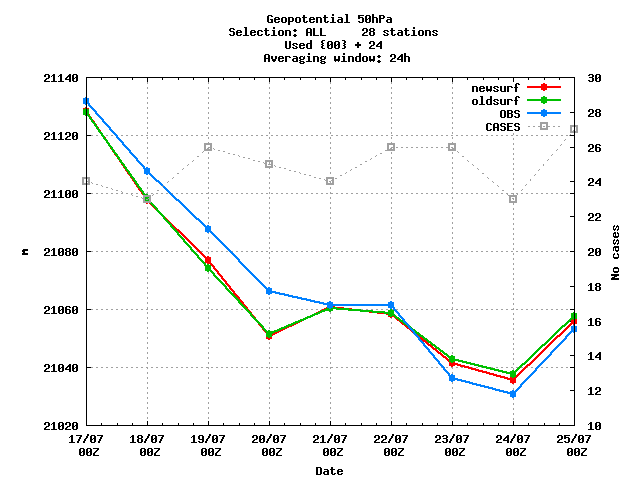 Geopotential 50hPa
Selection: ALL     28 stations
Used {00} + 24
Averaging window: 24h
21140
21120
21100
21080
21060
21040
21020
m
30
28
26
24
22
20
18
16
14
12
10
No cases
newsurf
oldsurf
OBS
CASES
17/07 18/07 19/07 20/07 21/07 22/07 23/07 24/07 25/07
00Z 00Z 00Z 00Z 00Z 00Z 00Z 00Z 00Z
Date